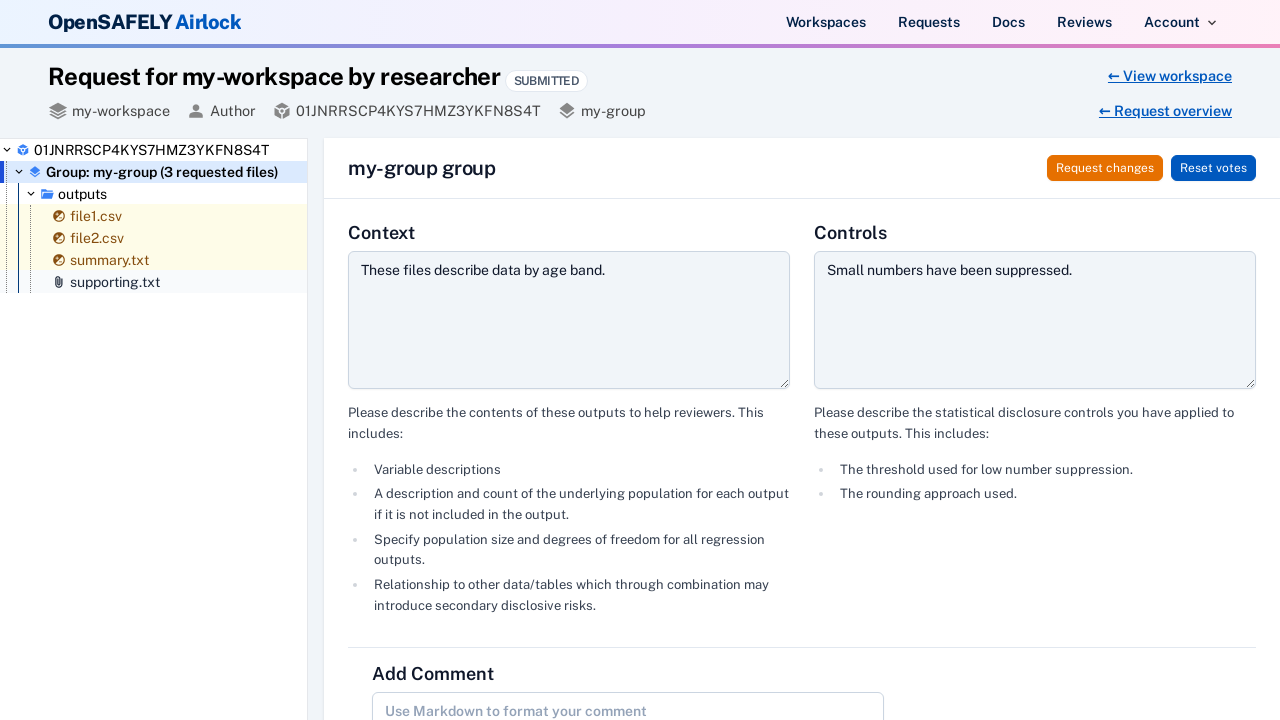 OpenSAFELY Airlock
Workspaces
Requests
Docs
Reviews
Account
Request for my-workspace by researcher SUBMITTED
← View workspace
my-workspace
Author
01JNRRSCP4KYS7HMZ3YKFN8S4T
my-group
← Request overview
01JNRRSCP4KYS7HMZ3YKFN8S4T
Group: my-group (3 requested files)
outputs
file1.csv
file2.csv
summary.txt
supporting.txt
my-group group
Request changes
Reset votes
Context
These files describe data by age band.
Please describe the contents of these outputs to help reviewers. This
includes:
Variable descriptions
A description and count of the underlying population for each output
if it is not included in the output.
Specify population size and degrees of freedom for all regression
outputs.
Relationship to other data/tables which through combination may
introduce secondary disclosive risks.
Controls
Small numbers have been suppressed.
Please describe the statistical disclosure controls you have applied to
these outputs. This includes:
The threshold used for low number suppression.
The rounding approach used.
Add Comment
Use Markdown to format your comment